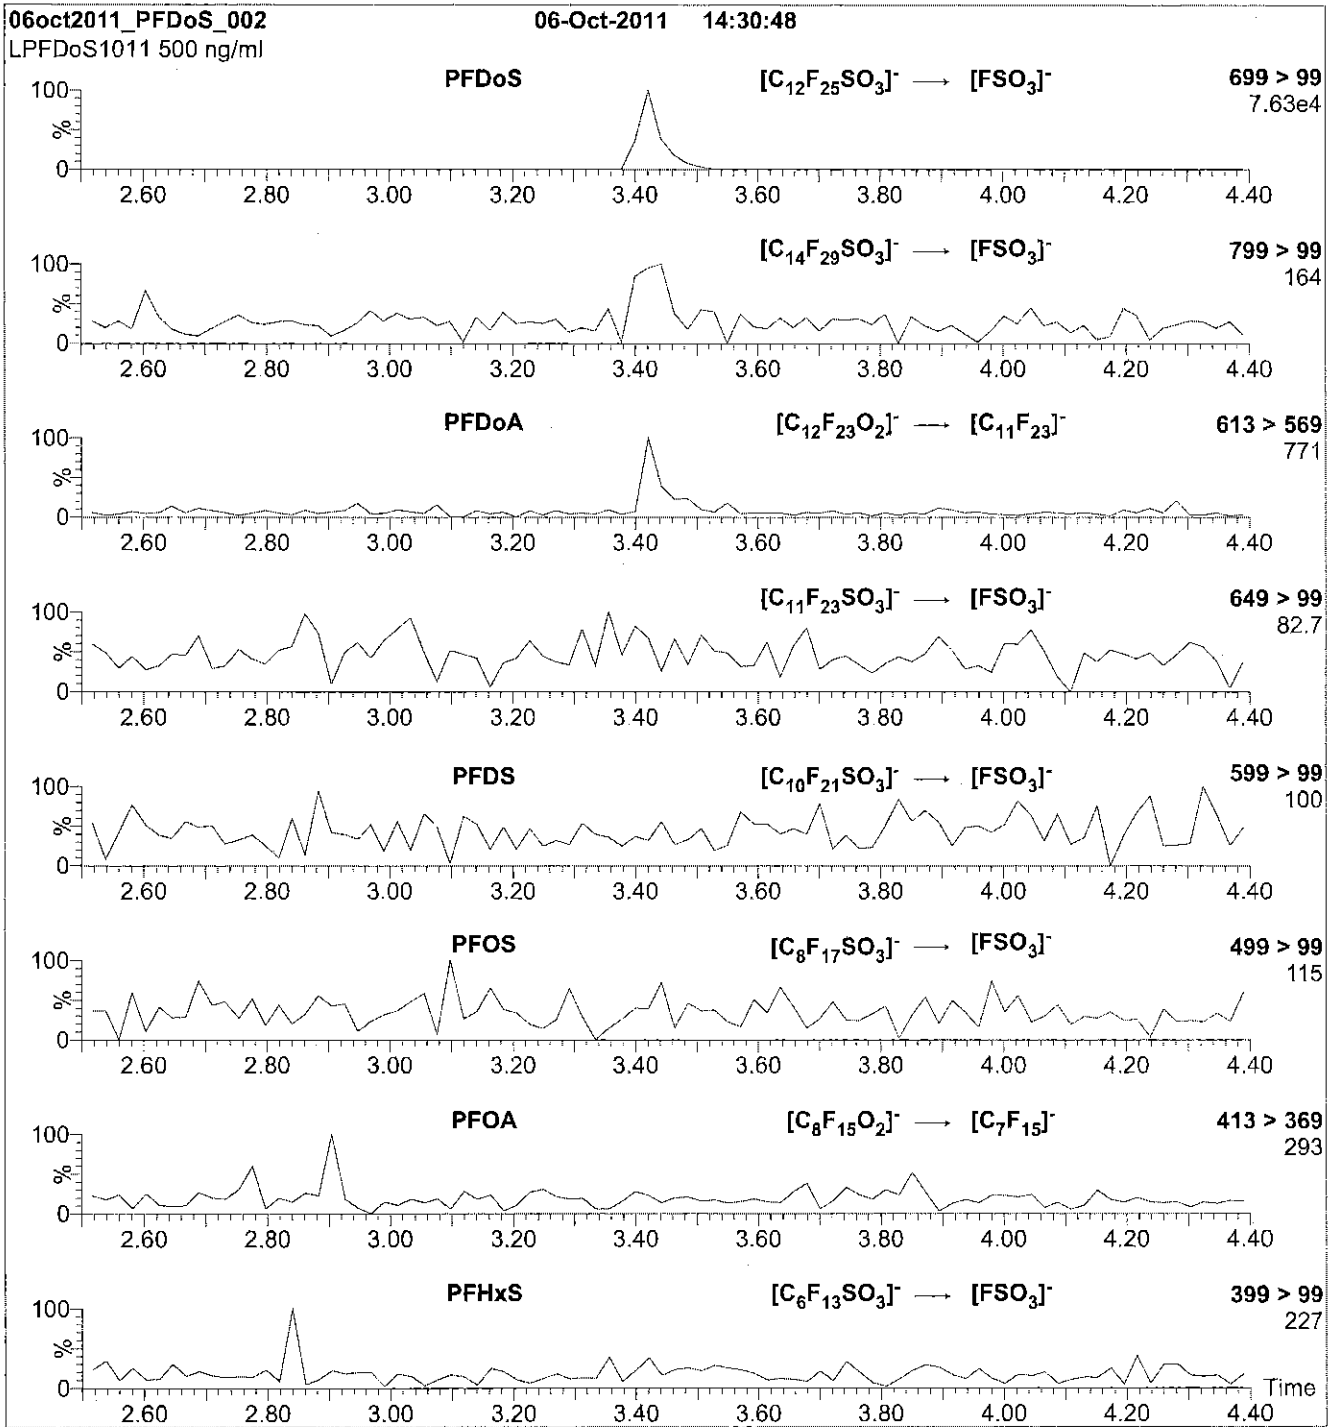 06oct2011_PFDoS_002 06-Oct-2011 14:30:48
LPFDoS1011 500 ng/ml
PFDoS [C₁₂F₂₅SO₃]⁻ → [FSO₃]⁻ 699 > 99
7.63e4
100
%
0
2.60 2.80 3.00 3.20 3.40 3.60 3.80 4.00 4.20 4.40
[C₁₄F₂₉SO₃]⁻ → [FSO₃]⁻ 799 > 99
164
100
%
0
2.60 2.80 3.00 3.20 3.40 3.60 3.80 4.00 4.20 4.40
PFDoA [C₁₂F₂₃O₂]⁻ → [C₁₁F₂₃]⁻ 613 > 569
771
100
%
0
2.60 2.80 3.00 3.20 3.40 3.60 3.80 4.00 4.20 4.40
[C₁₁F₂₃SO₃]⁻ → [FSO₃]⁻ 649 > 99
82.7
100
%
0
2.60 2.80 3.00 3.20 3.40 3.60 3.80 4.00 4.20 4.40
PFDS [C₁₀F₂₁SO₃]⁻ → [FSO₃]⁻ 599 > 99
100
100
%
0
2.60 2.80 3.00 3.20 3.40 3.60 3.80 4.00 4.20 4.40
PFOS [C₈F₁₇SO₃]⁻ → [FSO₃]⁻ 499 > 99
115
100
%
0
2.60 2.80 3.00 3.20 3.40 3.60 3.80 4.00 4.20 4.40
PFOA [C₈F₁₅O₂]⁻ → [C₇F₁₅]⁻ 413 > 369
293
100
%
0
2.60 2.80 3.00 3.20 3.40 3.60 3.80 4.00 4.20 4.40
PFHxS [C₆F₁₃SO₃]⁻ → [FSO₃]⁻ 399 > 99
227
100
%
0
Time
2.60 2.80 3.00 3.20 3.40 3.60 3.80 4.00 4.20 4.40